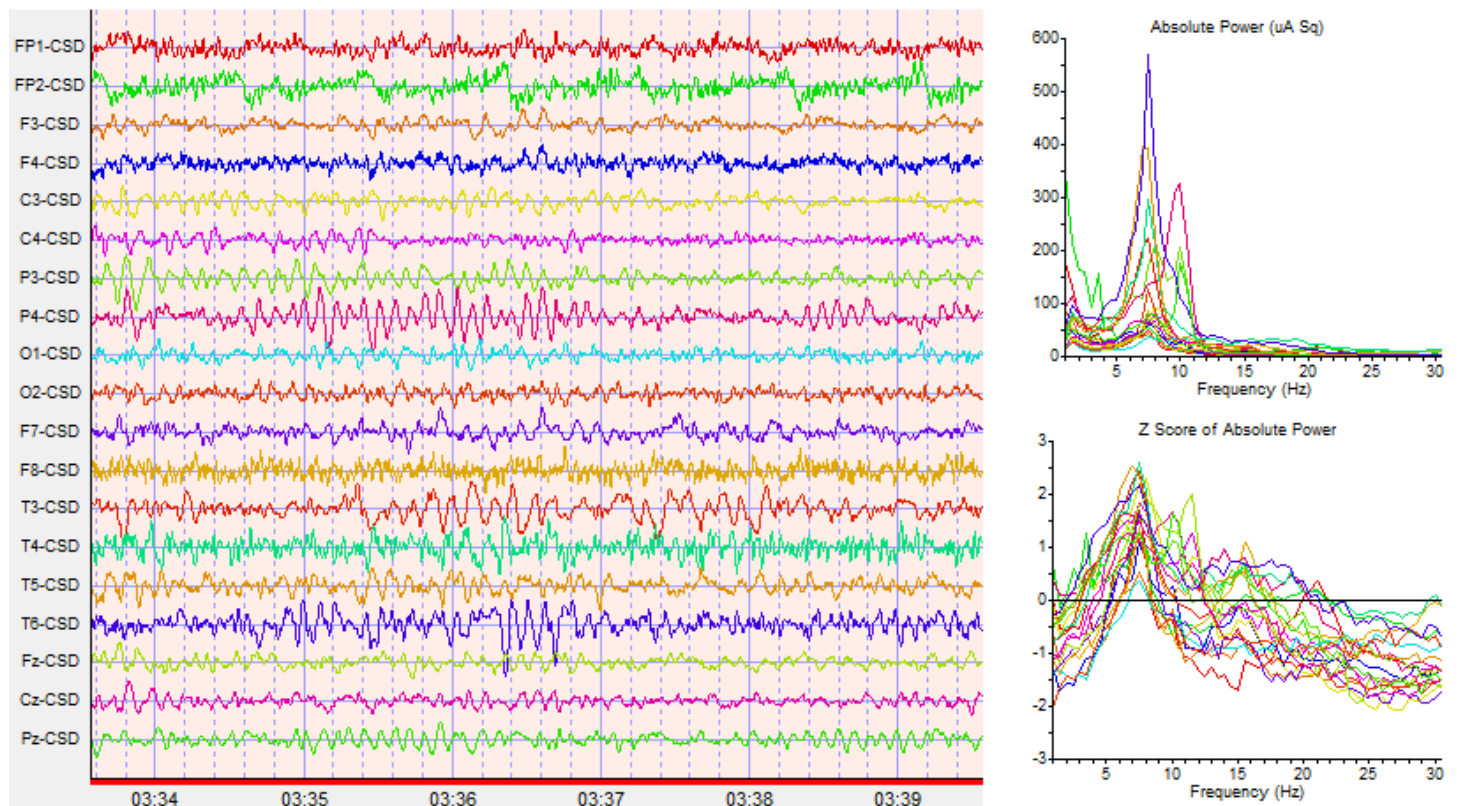 FP1-CSD
FP2-CSD
F3-CSD
F4-CSD
C3-CSD
C4-CSD
P3-CSD
P4-CSD
O1-CSD
O2-CSD
F7-CSD
F8-CSD
T3-CSD
T4-CSD
T5-CSD
T6-CSD
Fz-CSD
Cz-CSD
Pz-CSD
03:34 03:35 03:36 03:37 03:38 03:39
Absolute Power (uA Sq)
600
500
400
300
200
100
0
5 10 15 20 25 30
Frequency (Hz)
Z Score of Absolute Power
3
2
1
0
-1
-2
-3
5 10 15 20 25 30
Frequency (Hz)